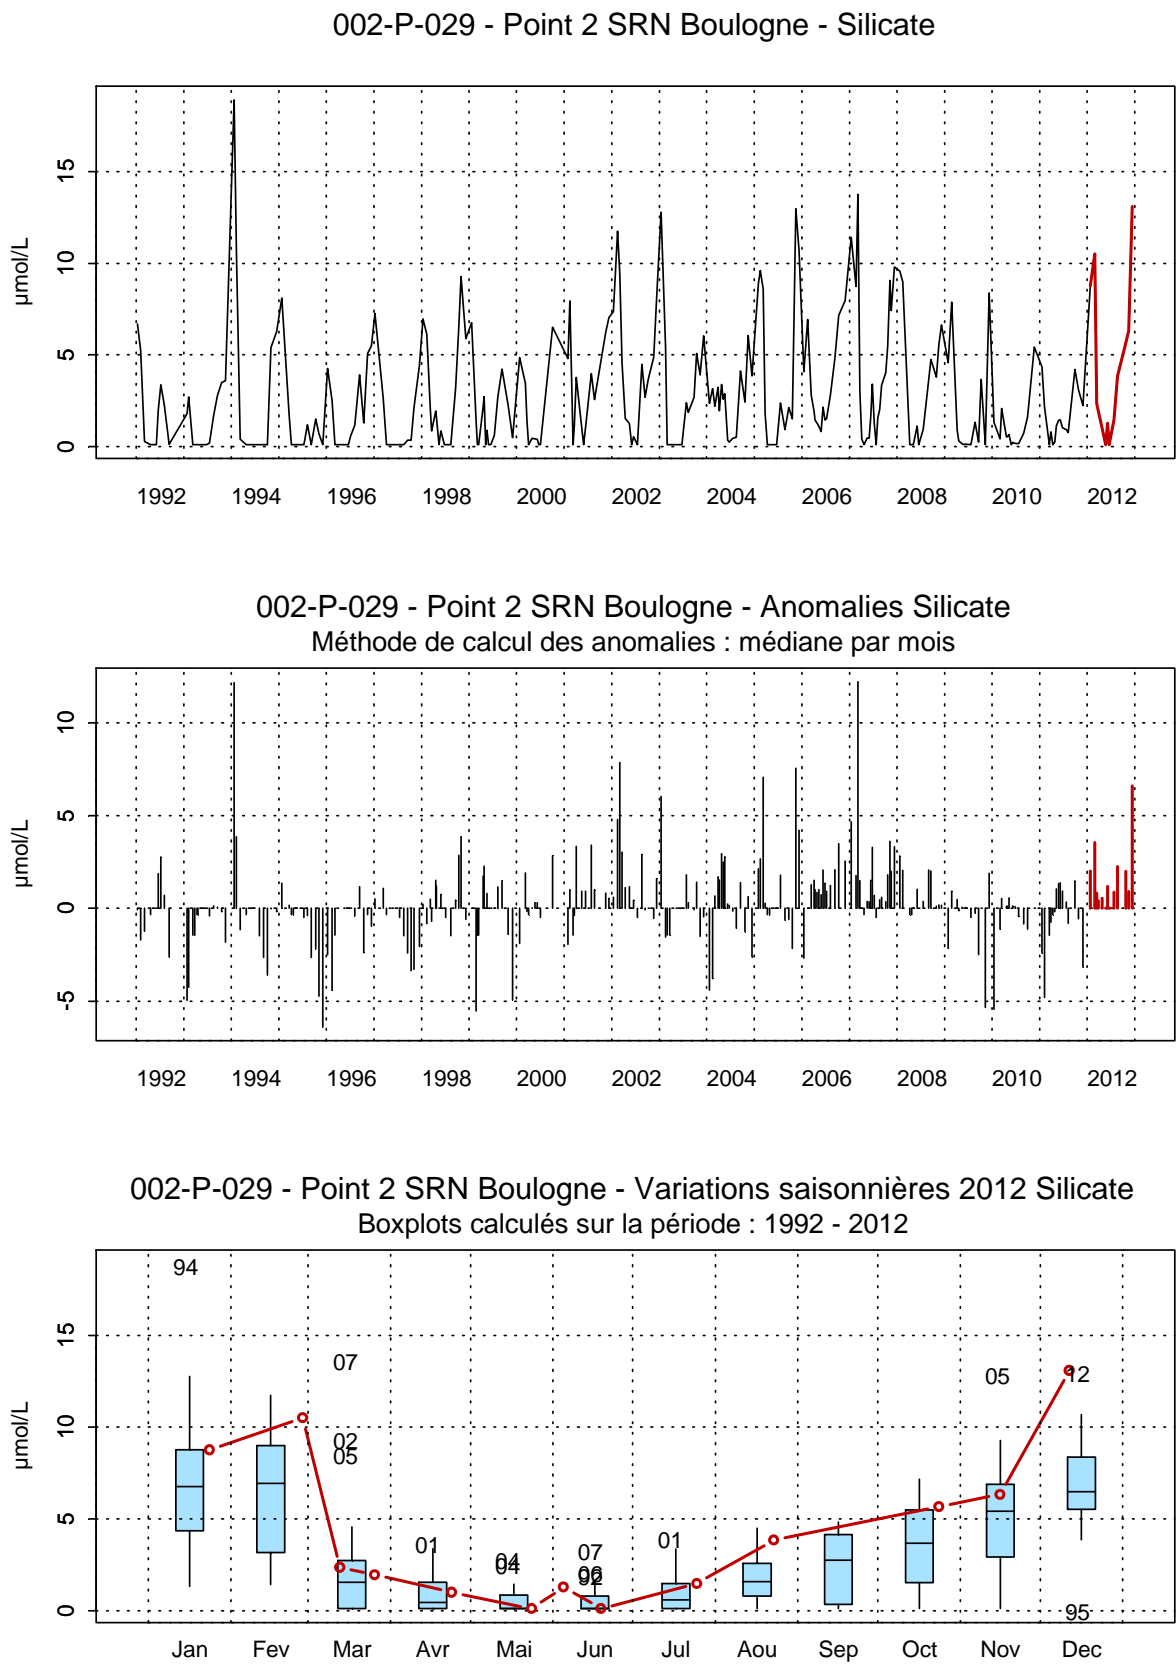 002-P-029 - Point 2 SRN Boulogne - Silicate
µmol/L
15
10
5
0
1992 1994 1996 1998 2000 2002 2004 2006 2008 2010 2012
002-P-029 - Point 2 SRN Boulogne - Anomalies Silicate
Méthode de calcul des anomalies : médiane par mois
µmol/L
10
5
0
-5
1992 1994 1996 1998 2000 2002 2004 2006 2008 2010 2012
002-P-029 - Point 2 SRN Boulogne - Variations saisonnières 2012 Silicate
Boxplots calculés sur la période : 1992 - 2012
µmol/L
15
10
5
0
94
07
02
05
01
04
04
07
06
92
01
05
12
95
Jan Fev Mar Avr Mai Jun Jul Aou Sep Oct Nov Dec